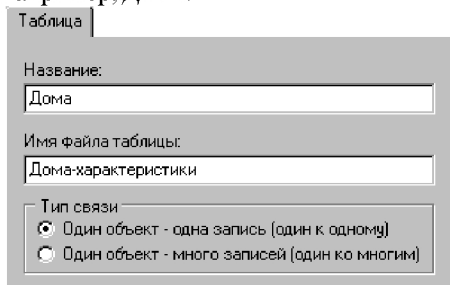 Таблица
Название:
Дома
Имя файла таблицы:
Дома-характеристики
Тип связи
Один объект - одна запись (один к одному)
Один объект - много записей (один ко многим)